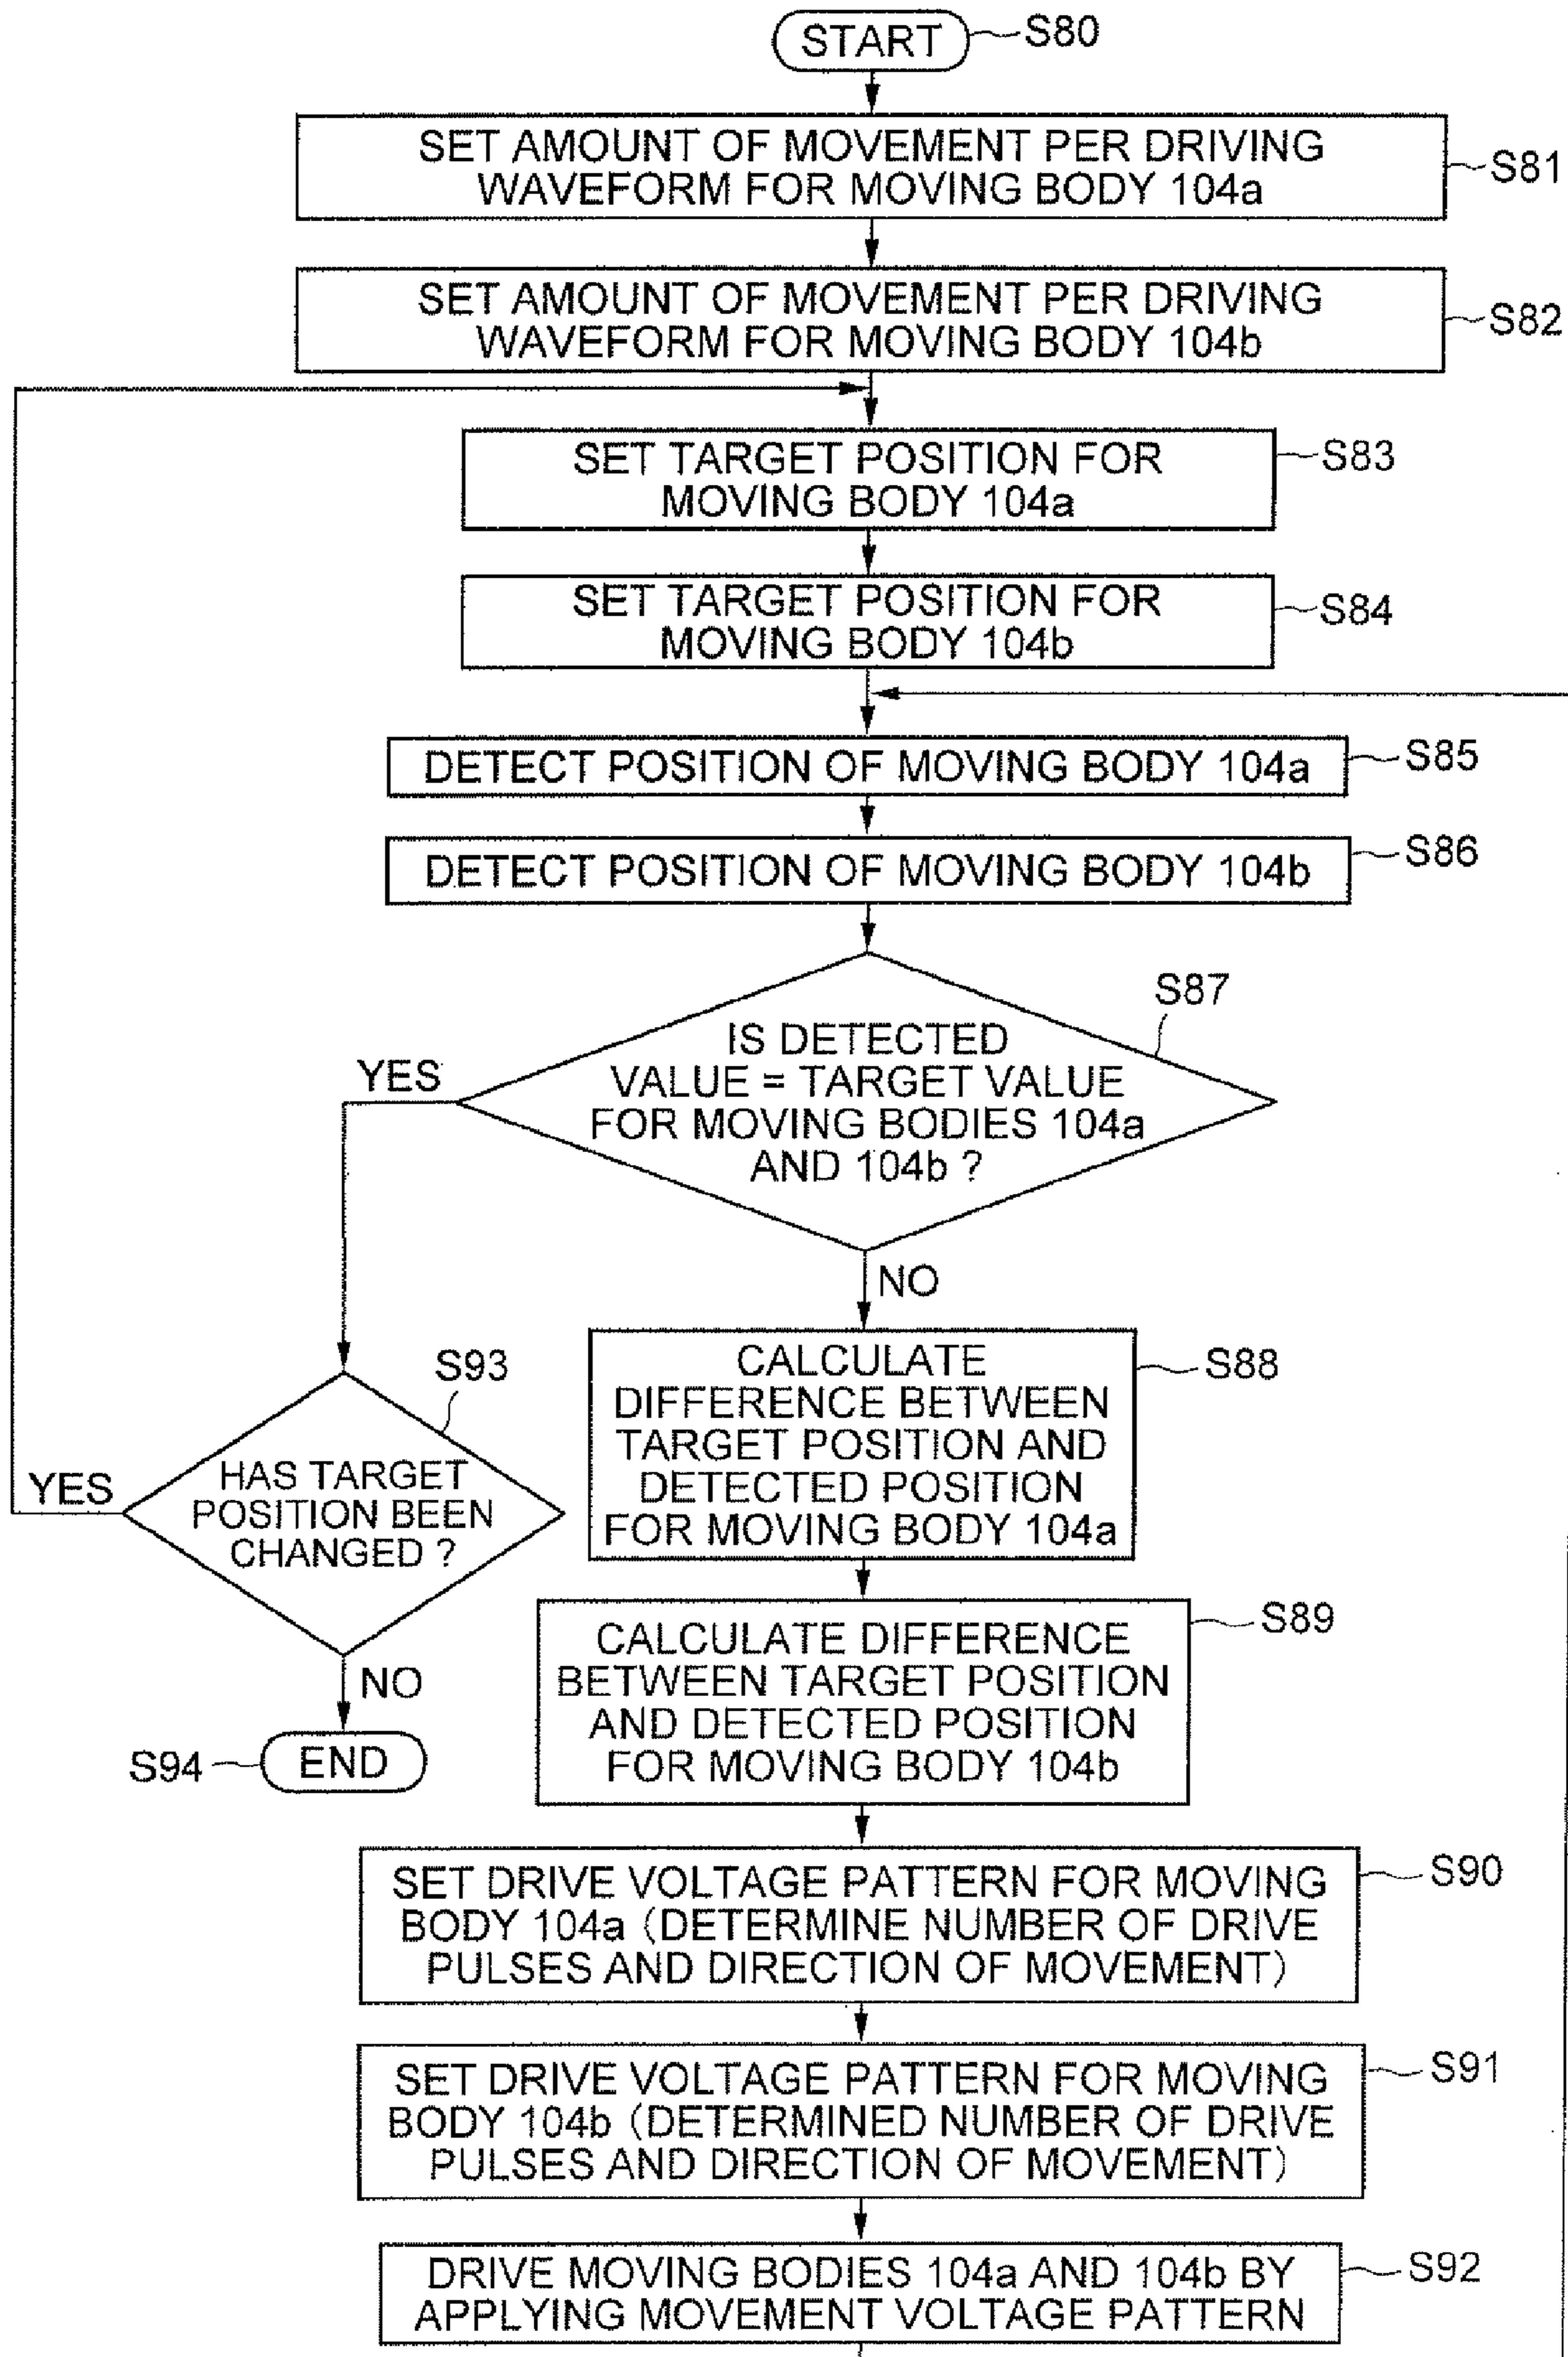 START
S80
SET AMOUNT OF MOVEMENT PER DRIVING
WAVEFORM FOR MOVING BODY 104a
S81
SET AMOUNT OF MOVEMENT PER DRIVING
WAVEFORM FOR MOVING BODY 104b
S82
SET TARGET POSITION FOR
MOVING BODY 104a
S83
SET TARGET POSITION FOR
MOVING BODY 104b
S84
DETECT POSITION OF MOVING BODY 104a
S85
DETECT POSITION OF MOVING BODY 104b
S86
S87
IS DETECTED
VALUE = TARGET VALUE
FOR MOVING BODIES 104a
AND 104b ?
YES
NO
CALCULATE
DIFFERENCE BETWEEN
TARGET POSITION AND
DETECTED POSITION
FOR MOVING BODY 104a
S88
S93
HAS TARGET
POSITION BEEN
CHANGED ?
YES
NO
S94
END
CALCULATE DIFFERENCE
BETWEEN TARGET POSITION
AND DETECTED POSITION
FOR MOVING BODY 104b
S89
SET DRIVE VOLTAGE PATTERN FOR MOVING
BODY 104a (DETERMINE NUMBER OF DRIVE
PULSES AND DIRECTION OF MOVEMENT)
S90
SET DRIVE VOLTAGE PATTERN FOR MOVING
BODY 104b (DETERMINED NUMBER OF DRIVE
PULSES AND DIRECTION OF MOVEMENT)
S91
DRIVE MOVING BODIES 104a AND 104b BY
APPLYING MOVEMENT VOLTAGE PATTERN
S92